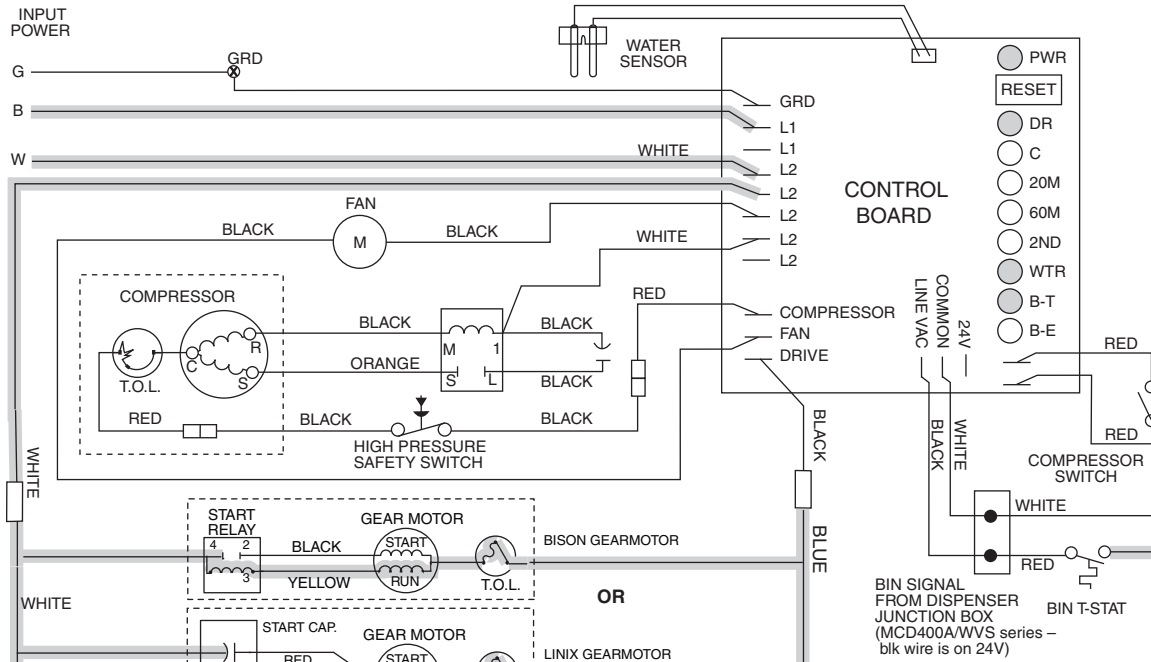 INPUT
POWER
G
GRD
B
W
WATER
SENSOR
WHITE
GRD
L1
L1
L2
L2
L2
L2
L2
COMPRESSOR
FAN
DRIVE
CONTROL
BOARD
PWR
RESET
DR
C
20M
60M
2ND
WTR
B-T
B-E
LINE VAC
COMMON
24V
FAN
BLACK
M
BLACK
WHITE
COMPRESSOR
T.O.L.
C
R
S
BLACK
ORANGE
M
1
S
L
BLACK
BLACK
RED
RED
BLACK
HIGH PRESSURE
SAFETY SWITCH
BLACK
RED
RED
COMPRESSOR
SWITCH
WHITE
BLACK
BLACK
WHITE
WHITE
START
RELAY
4
2
3
BLACK
YELLOW
GEAR MOTOR
START
RUN
T.O.L.
BISON GEARMOTOR
BLUE
OR
RED
BIN T-STAT
BIN SIGNAL
FROM DISPENSER
JUNCTION BOX
(MCD400A/WVS series –
blk wire is on 24V)
WHITE
START CAP.
RED
GEAR MOTOR
START
LINIX GEARMOTOR